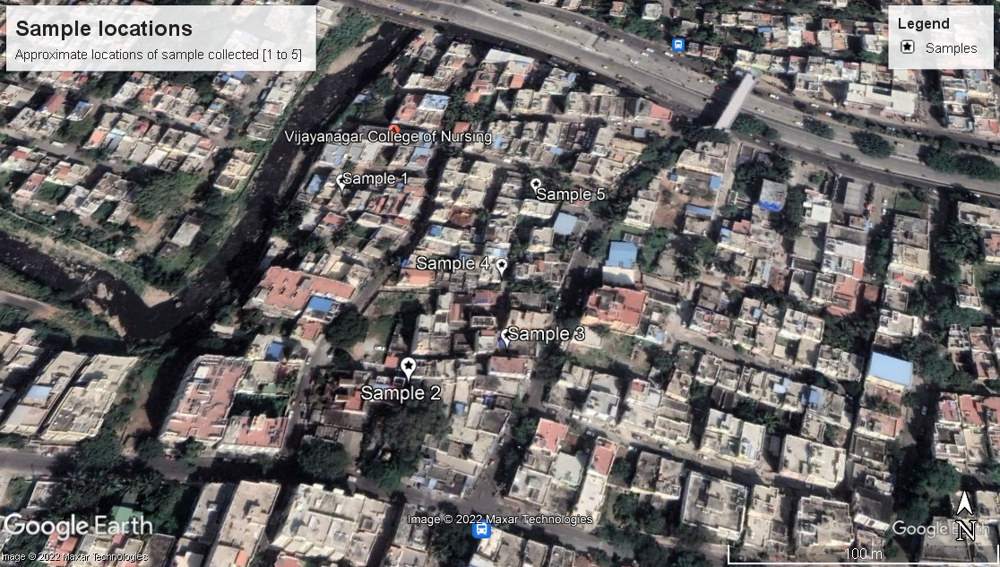 Sample locations
Approximate locations of sample collected [1 to 5]
Legend
Samples
Vijayanagar College of Nursing
Sample 1
Sample 5
Sample 4
Sample 3
Sample 2
Image © 2022 Maxar Technologies
Google Earth
Google Earth
N
100 m
Image © 2022 Maxar Technologies